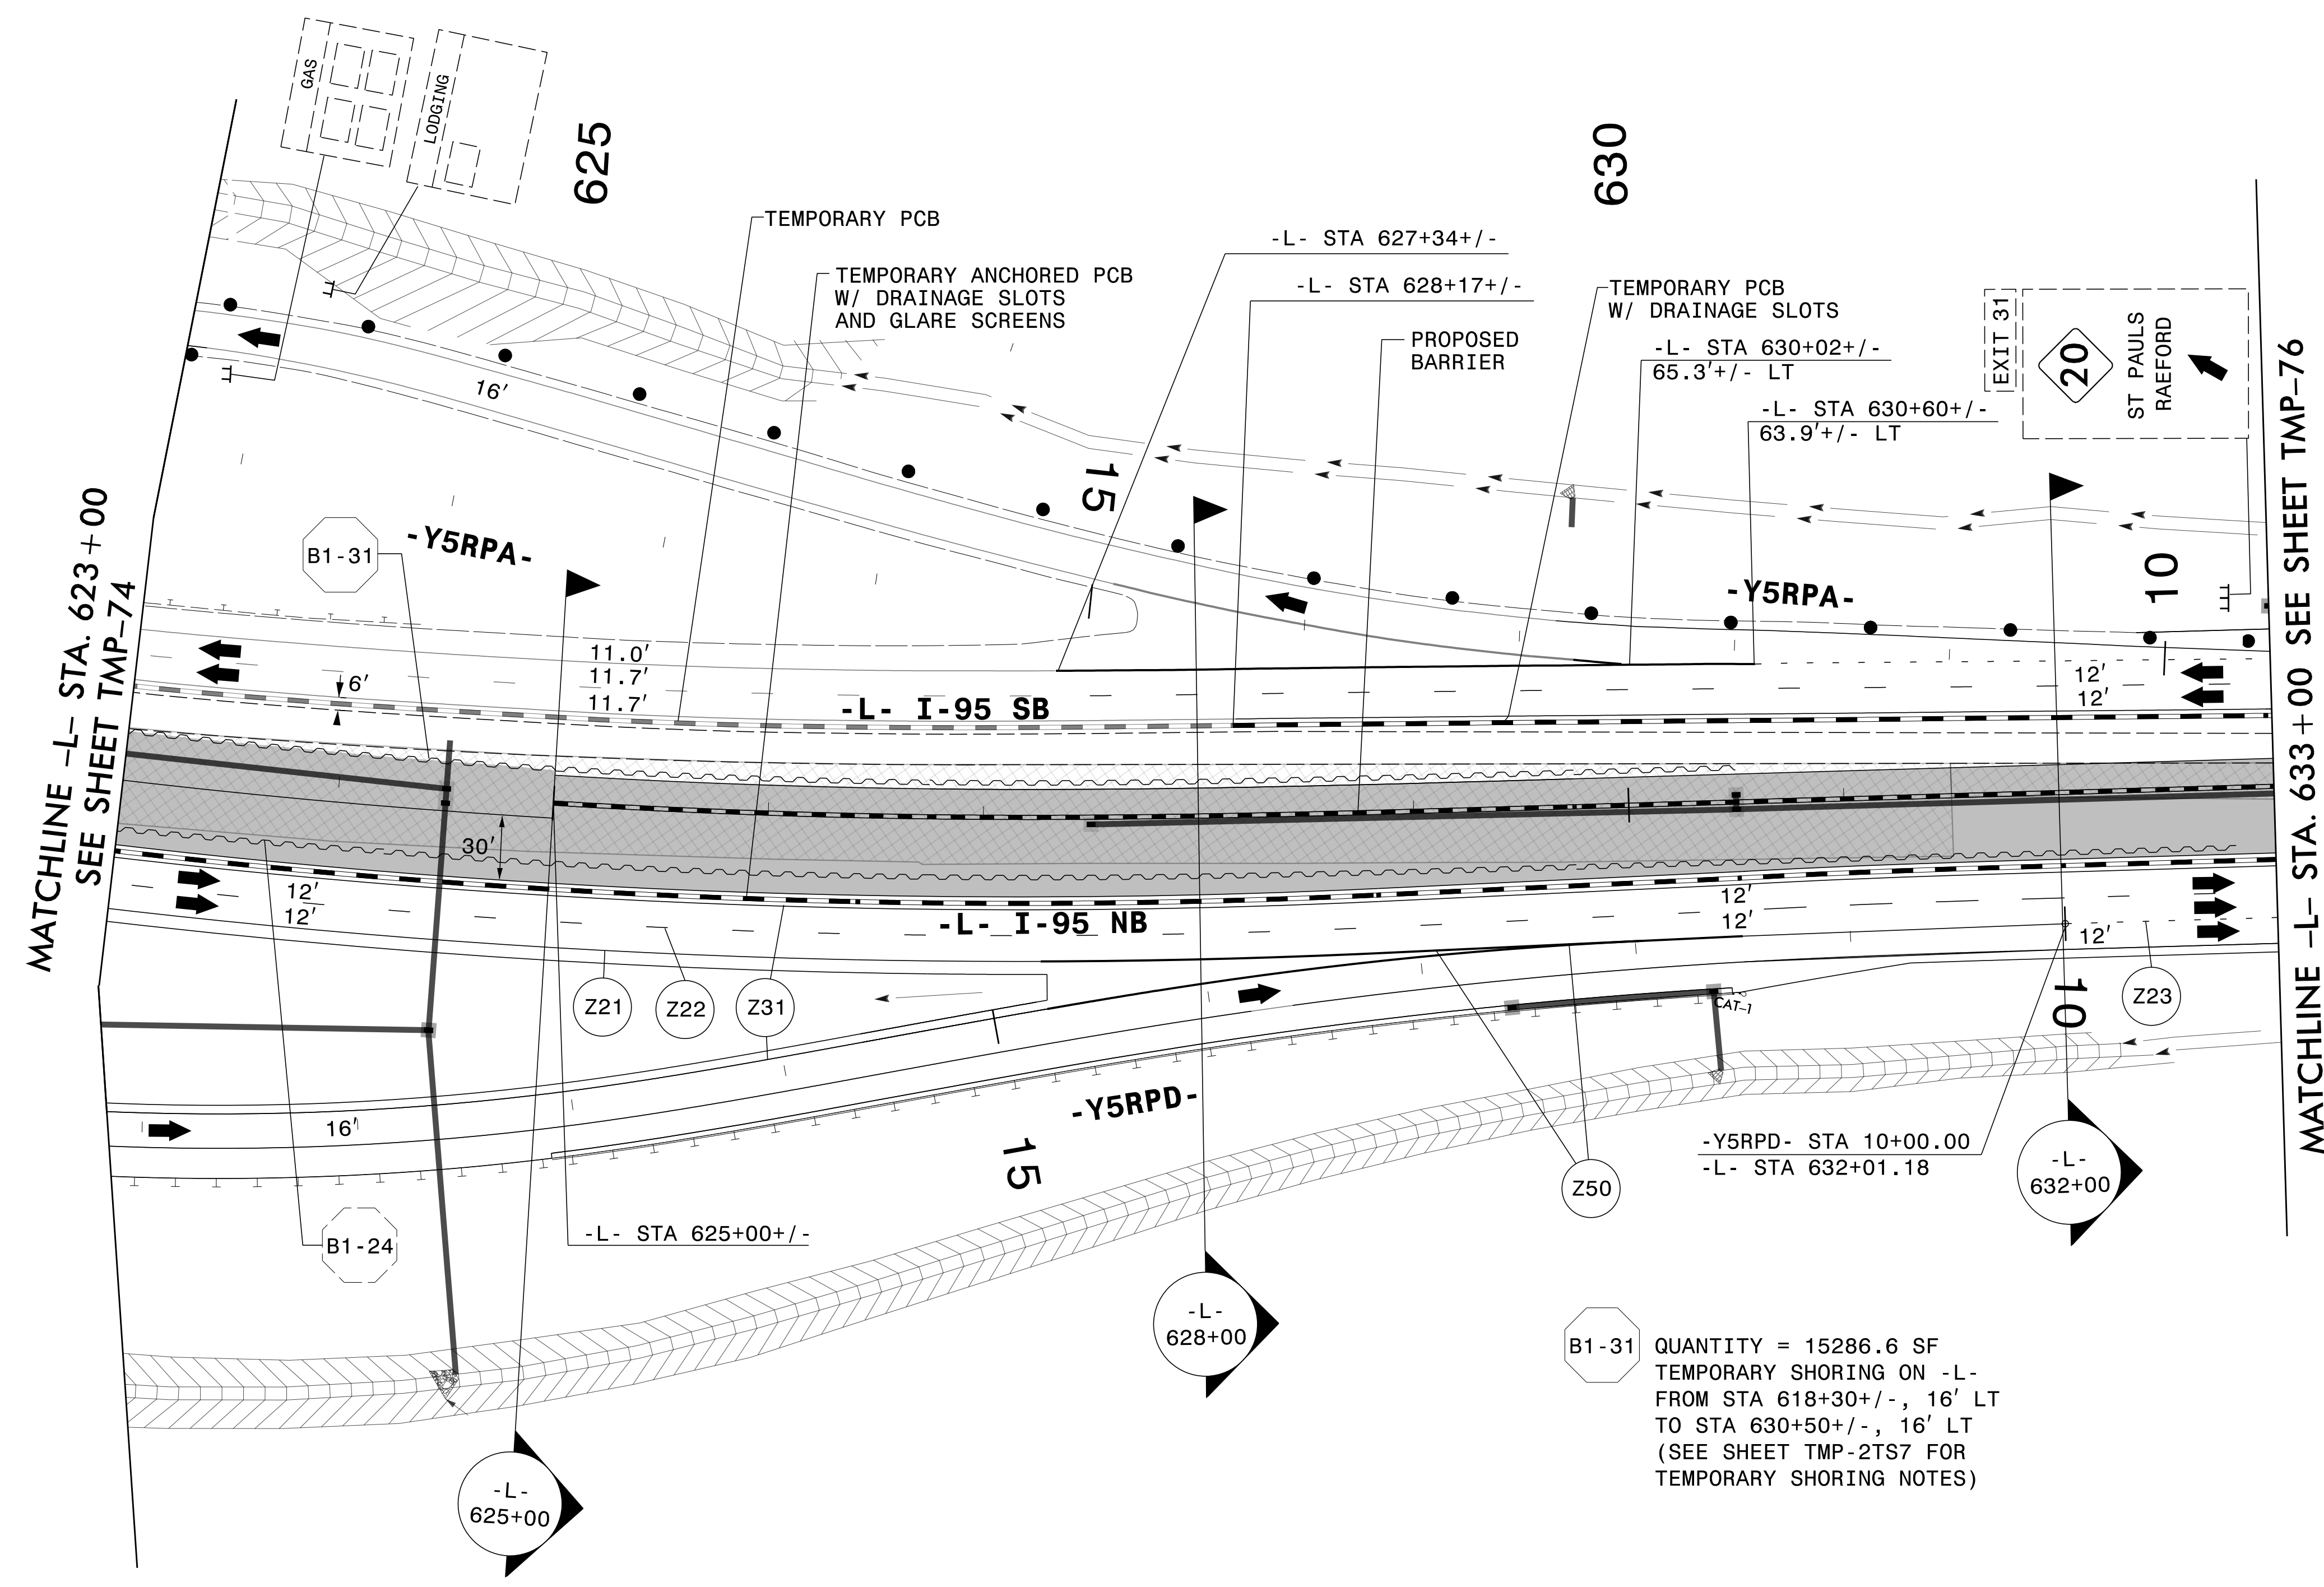 GAS
LODGING
625
630
TEMPORARY PCB
TEMPORARY ANCHORED PCB
W/ DRAINAGE SLOTS
AND GLARE SCREENS
-L- STA 627+34+/-
-L- STA 628+17+/-
PROPOSED
BARRIER
TEMPORARY PCB
W/ DRAINAGE SLOTS
-L- STA 630+02+/-
65.3'+/- LT
-L- STA 630+60+/-
63.9'+/- LT
EXIT 31
20
ST PAULS
RAEFORD
MATCHLINE -L- STA. 623+00
SEE SHEET TMP-74
MATCHLINE -L- STA. 633+00 SEE SHEET TMP-76
16'
15
10
B1-31
-Y5RPA-
-Y5RPA-
11.0'
11.7'
11.7'
6'
-L- I-95 SB
12'
12'
30'
12'
12'
-L- I-95 NB
12'
12'
12'
Z21
Z22
Z31
Z23
CAT-1
10
16'
-Y5RPD-
15
Z50
-Y5RPD- STA 10+00.00
-L- STA 632+01.18
-L-
632+00
B1-24
-L- STA 625+00+/-
-L-
628+00
-L-
625+00
B1-31
QUANTITY = 15286.6 SF
TEMPORARY SHORING ON -L-
FROM STA 618+30+/-, 16' LT
TO STA 630+50+/-, 16' LT
(SEE SHEET TMP-2TS7 FOR
TEMPORARY SHORING NOTES)